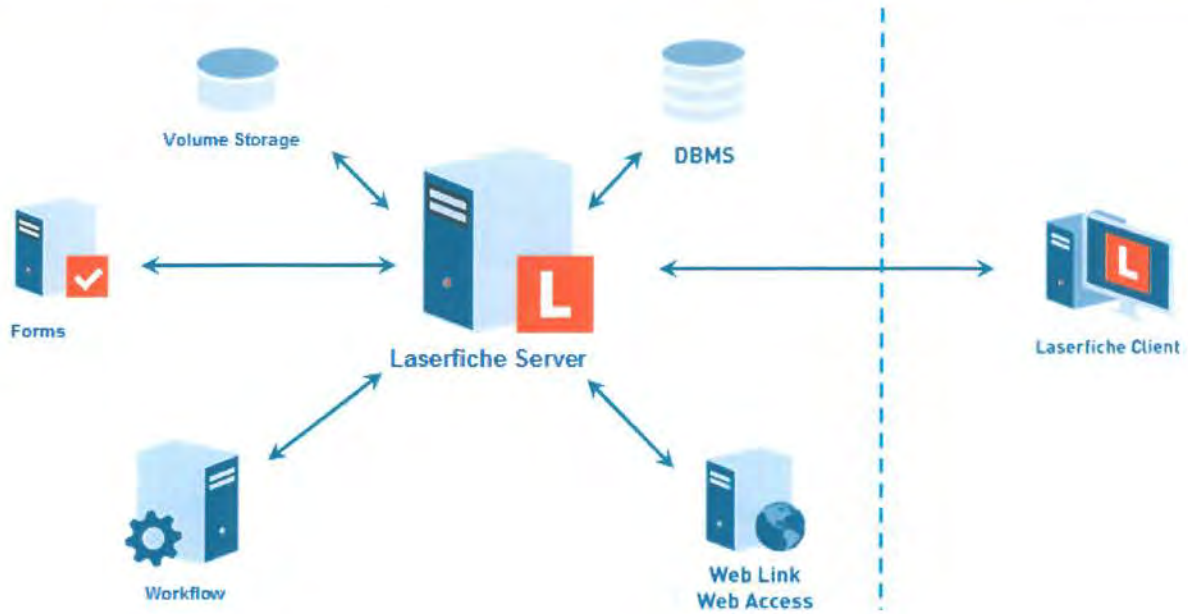 Volume Storage
DBMS
Forms
L
Laserfiche Server
L
Laserfiche Client
Workflow
Web Link
Web Access